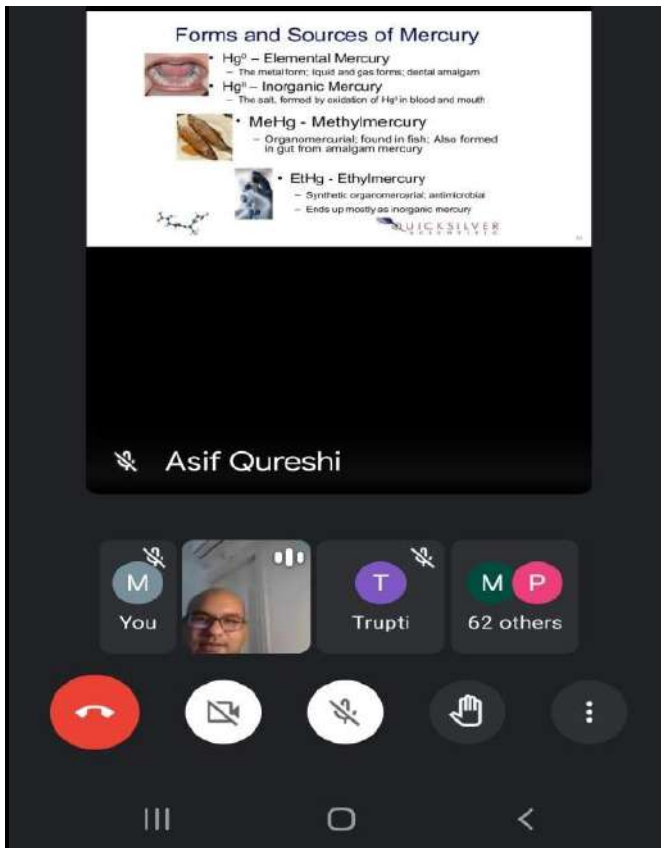 Forms and Sources of Mercury
• Hg⁰ – Elemental Mercury
– The metal form; liquid and gas forms; dental amalgam
• Hgᴵᴵ – Inorganic Mercury
– The salt, formed by oxidation of Hg⁰ in blood and mouth
• MeHg - Methylmercury
– Organomercurial; found in fish; Also formed
in gut from amalgam mercury
• EtHg - Ethylmercury
– Synthetic organomercurial; antimicrobial
– Ends up mostly as inorganic mercury
QUICKSILVER
Asif Qureshi
M
You
T
Trupti
M P
62 others